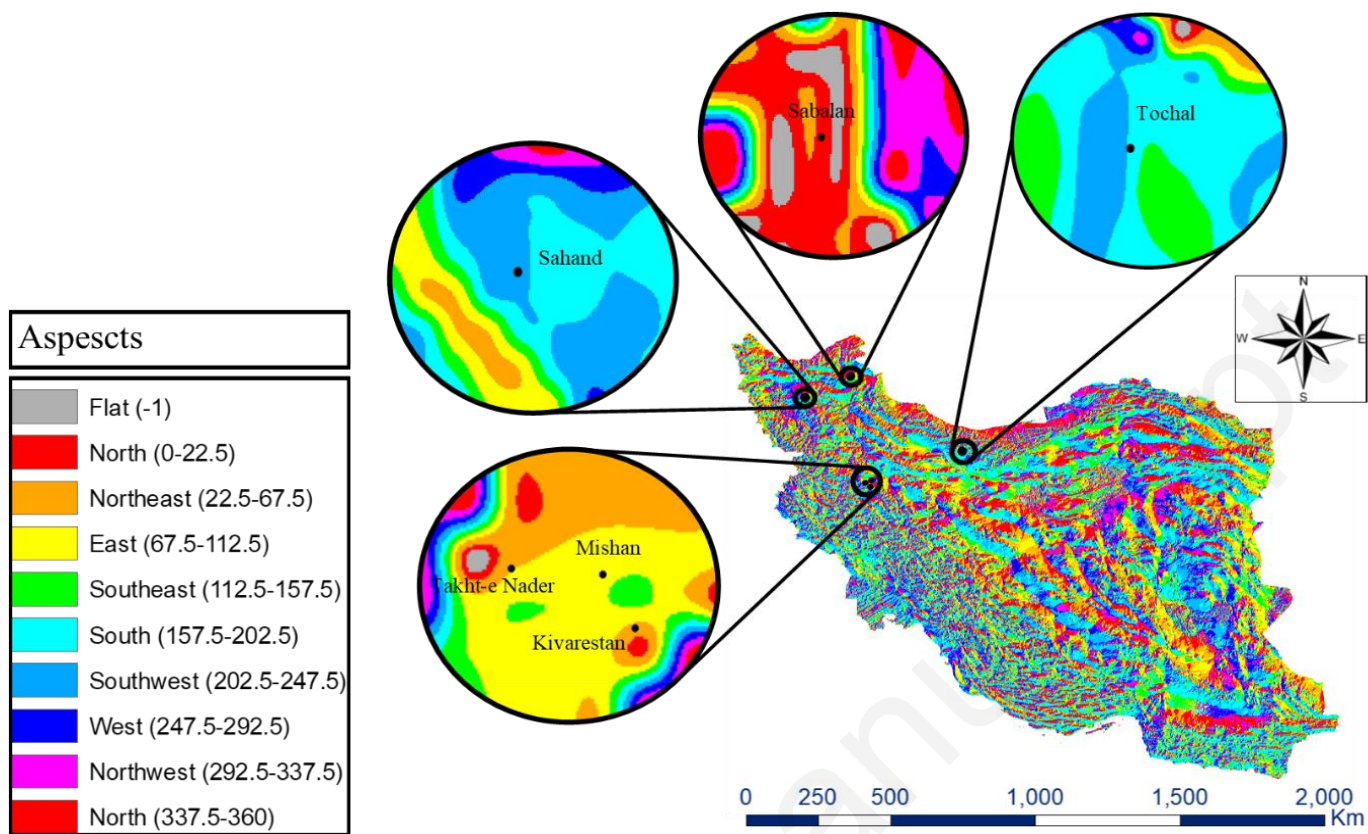 Sabalan
Tochal
Sahand
N
W
E
S
Aspescts
Flat (-1)
North (0-22.5)
Northeast (22.5-67.5)
East (67.5-112.5)
Southeast (112.5-157.5)
South (157.5-202.5)
Southwest (202.5-247.5)
West (247.5-292.5)
Northwest (292.5-337.5)
North (337.5-360)
Mishan
Takht-e Nader
Kivarestan
0 250 500 1,000 1,500 2,000
Km